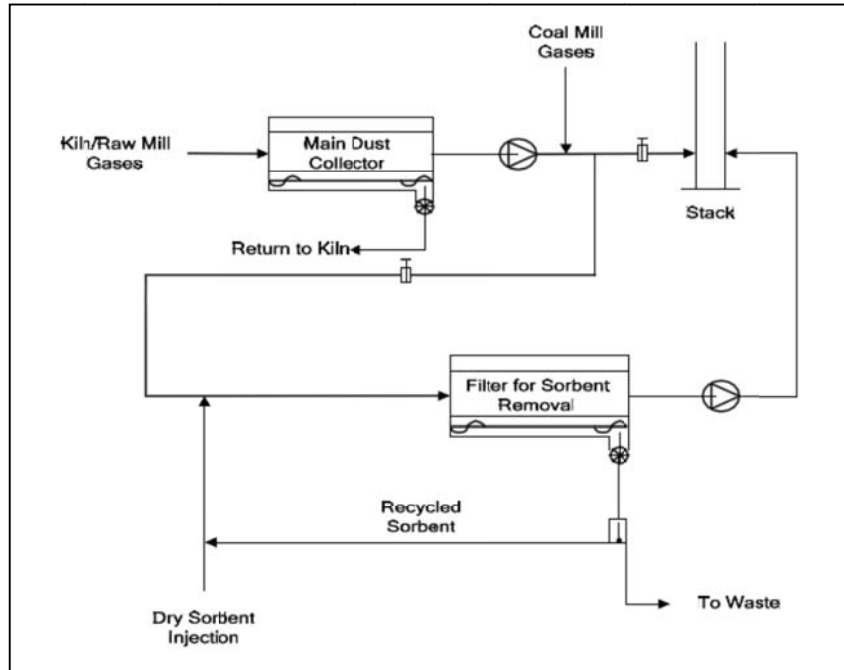 Coal Mill
Gases
Kiln/Raw Mill
Gases
Main Dust
Collector
Stack
Return to Kiln
Filter for Sorbent
Removal
Recycled
Sorbent
Dry Sorbent
Injection
To Waste